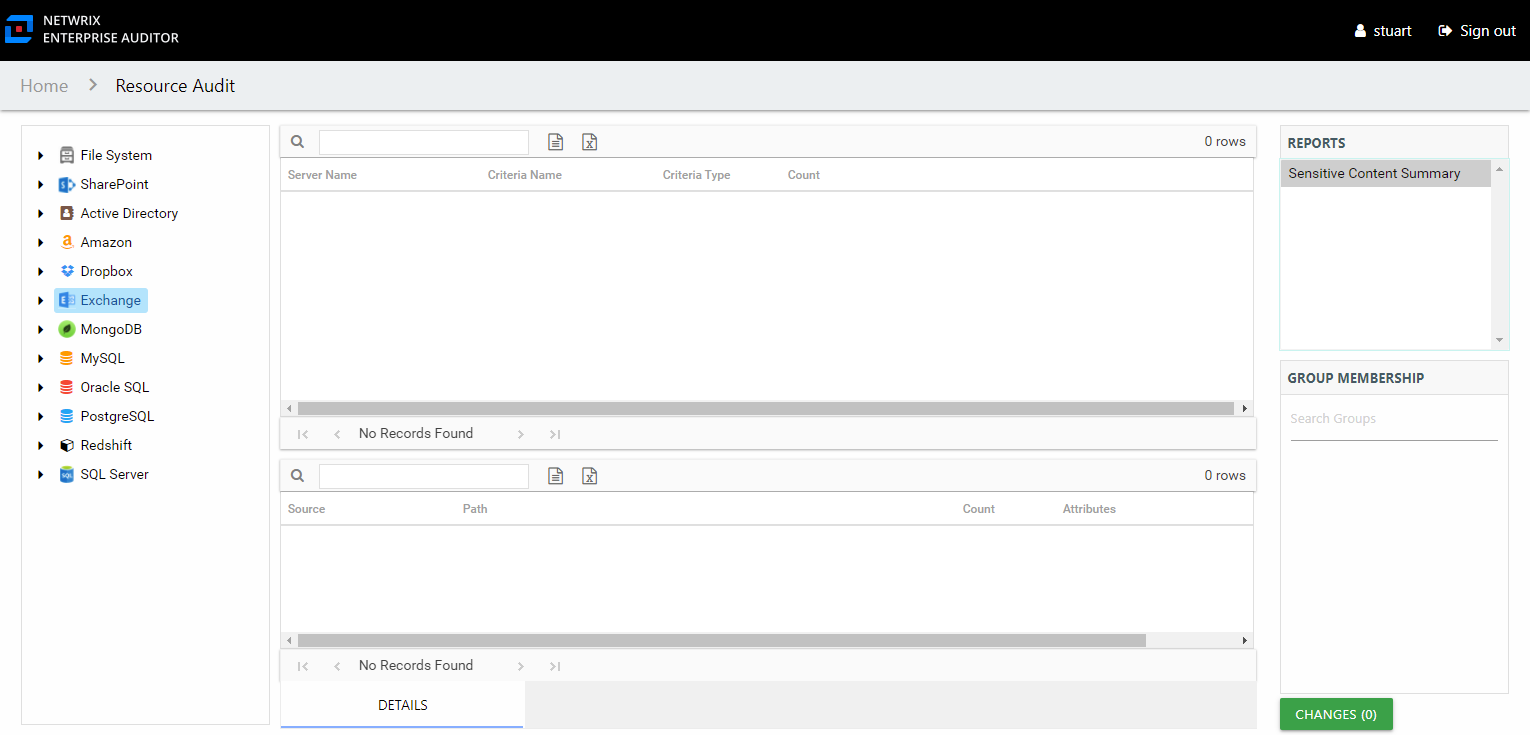 NETWRIX
ENTERPRISE AUDITOR
stuart
Sign out
Home
Resource Audit
File System
SharePoint
Active Directory
Amazon
Dropbox
Exchange
MongoDB
MySQL
Oracle SQL
PostgreSQL
Redshift
SQL Server
0 rows
Server Name
Criteria Name
Criteria Type
Count
No Records Found
0 rows
Source
Path
Count
Attributes
No Records Found
DETAILS
REPORTS
Sensitive Content Summary
GROUP MEMBERSHIP
Search Groups
CHANGES (0)